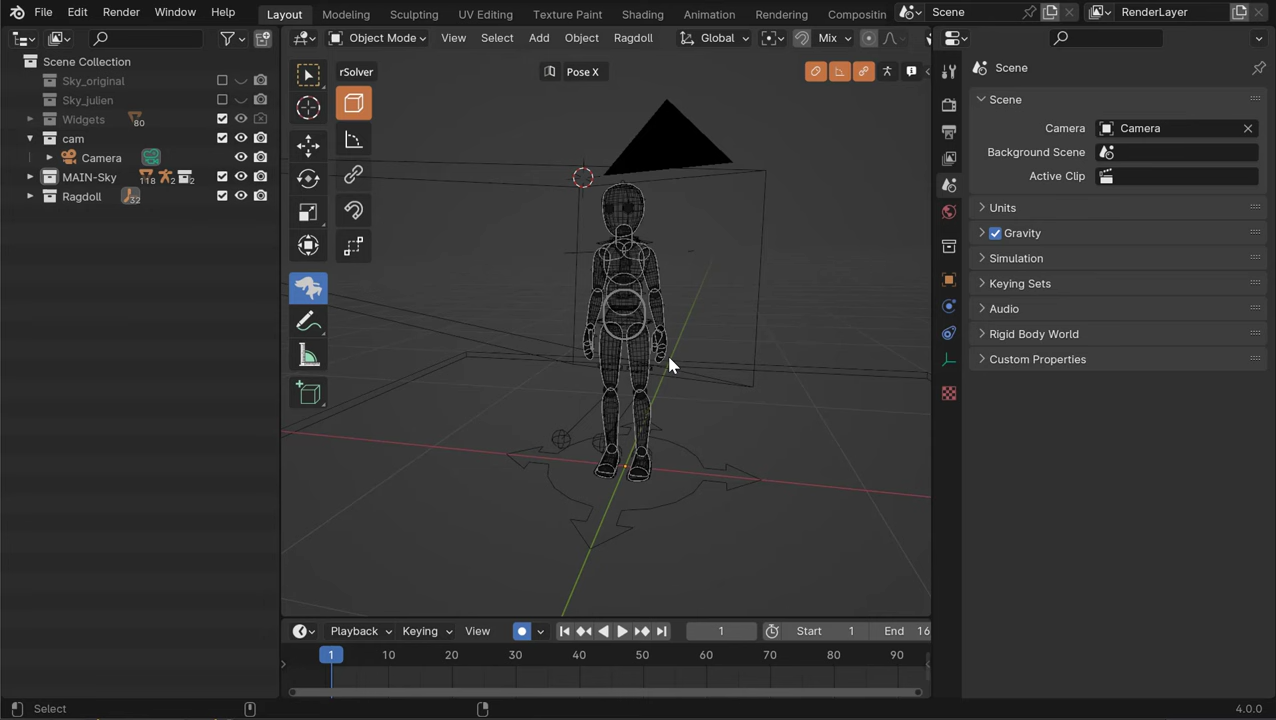 File Edit Render Window Help Layout Modeling Sculpting UV Editing Texture Paint Shading Animation Rendering Compositin Scene RenderLayer
Object Mode View Select Add Object Ragdoll Global Mix
Scene Collection
Sky_original
Sky_julien
Widgets 80
cam
Camera
MAIN-Sky 118 2 2
Ragdoll 32
rSolver Pose X
Scene
Scene
Camera Camera
Background Scene
Active Clip
Units
Gravity
Simulation
Keying Sets
Audio
Rigid Body World
Custom Properties
Playback Keying View 1 Start 1 End 16
1 10 20 30 40 50 60 70 80 90
Select 4.0.0